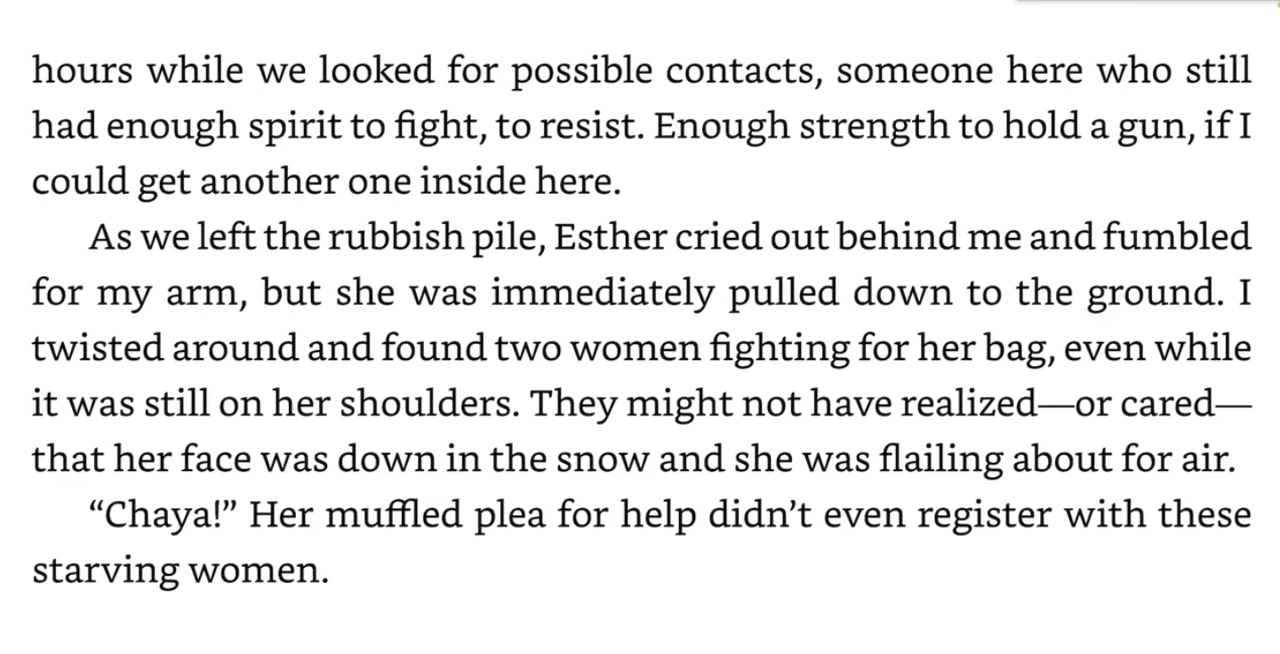 hours while we looked for possible contacts, someone here who still
had enough spirit to fight, to resist. Enough strength to hold a gun, if I
could get another one inside here.
As we left the rubbish pile, Esther cried out behind me and fumbled
for my arm, but she was immediately pulled down to the ground. I
twisted around and found two women fighting for her bag, even while
it was still on her shoulders. They might not have realized—or cared—
that her face was down in the snow and she was flailing about for air.
“Chaya!” Her muffled plea for help didn’t even register with these
starving women.